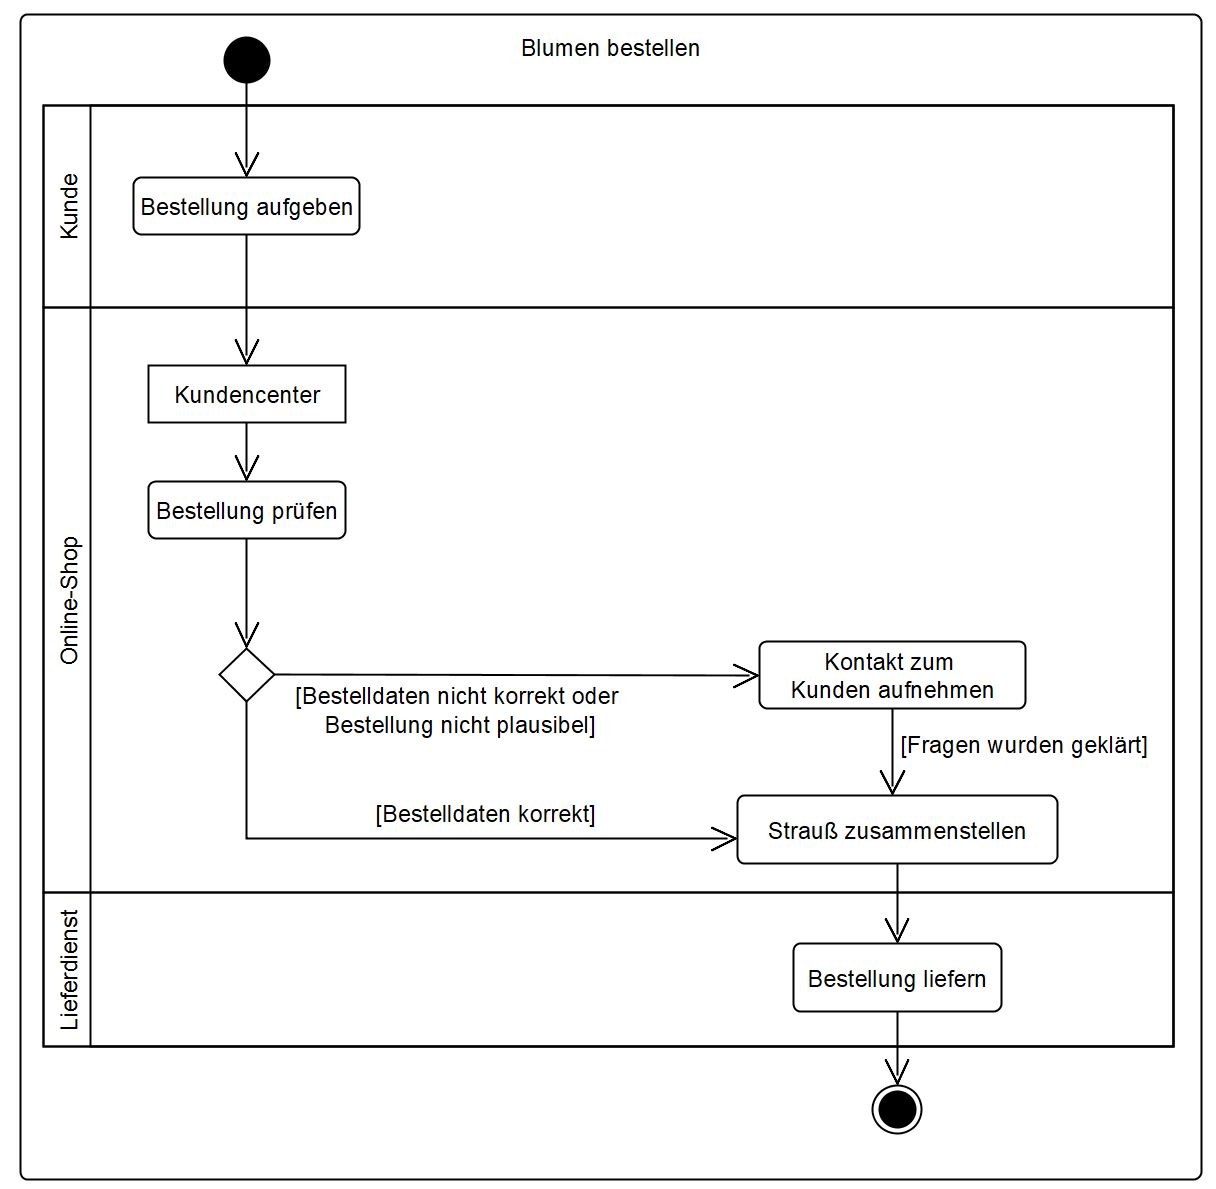 Blumen bestellen
Kunde
Bestellung aufgeben
Online-Shop
Kundencenter
Bestellung prüfen
[Bestelldaten nicht korrekt oder
Bestellung nicht plausibel]
Kontakt zum
Kunden aufnehmen
[Fragen wurden geklärt]
[Bestelldaten korrekt]
Strauß zusammenstellen
Lieferdienst
Bestellung liefern